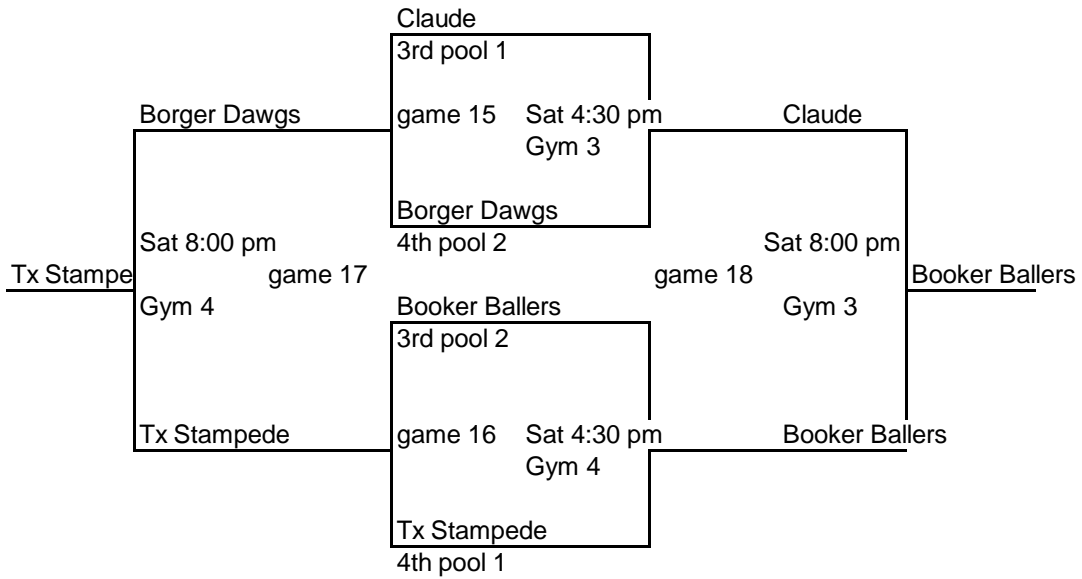 Claude
3rd pool 1
Borger Dawgs game 15 Sat 4:30 pm Claude
Gym 3
Borger Dawgs
Sat 8:00 pm 4th pool 2 Sat 8:00 pm
Tx Stampe game 17 game 18 Booker Ballers
Gym 4 Booker Ballers Gym 3
3rd pool 2
Tx Stampede game 16 Sat 4:30 pm Booker Ballers
Gym 4
Tx Stampede
4th pool 1